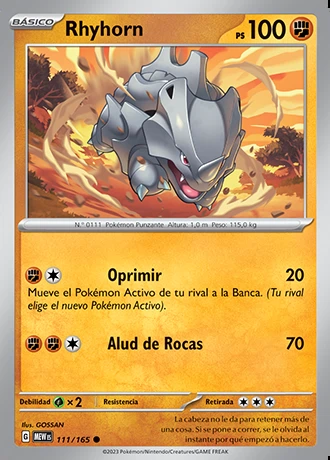 BÁSICO
Rhyhorn
PS 100
N.º 0111 Pokémon Punzante Altura: 1,0 m Peso: 115,0 kg
Oprimir 20
Mueve el Pokémon Activo de tu rival a la Banca. (Tu rival
elige el nuevo Pokémon Activo).
Alud de Rocas 70
Debilidad ×2 Resistencia Retirada
Ilus. GOSSAN
G MEW ES 111/165
La cabeza no le da para retener más de
una cosa. Si se pone a correr, se le olvida al
instante por qué empezó a hacerlo.
©2023 Pokémon/Nintendo/Creatures/GAME FREAK